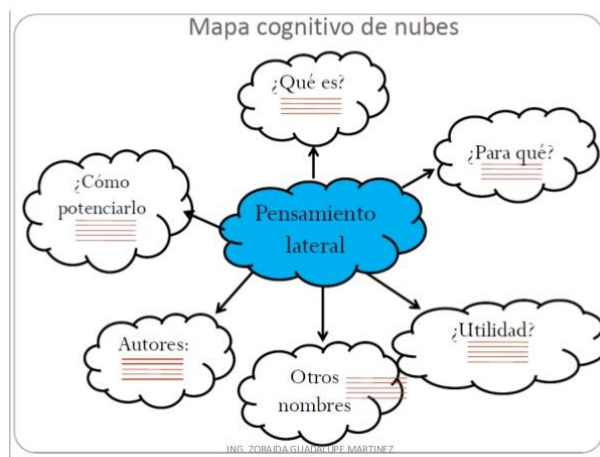 Mapa cognitivo de nubes
¿Qué es?
¿Para qué?
¿Cómo
potenciarlo
Pensamiento
lateral
Autores:
Otros
nombres
¿Utilidad?
ING. ZORAIDA GUADALUPE MARTINEZ